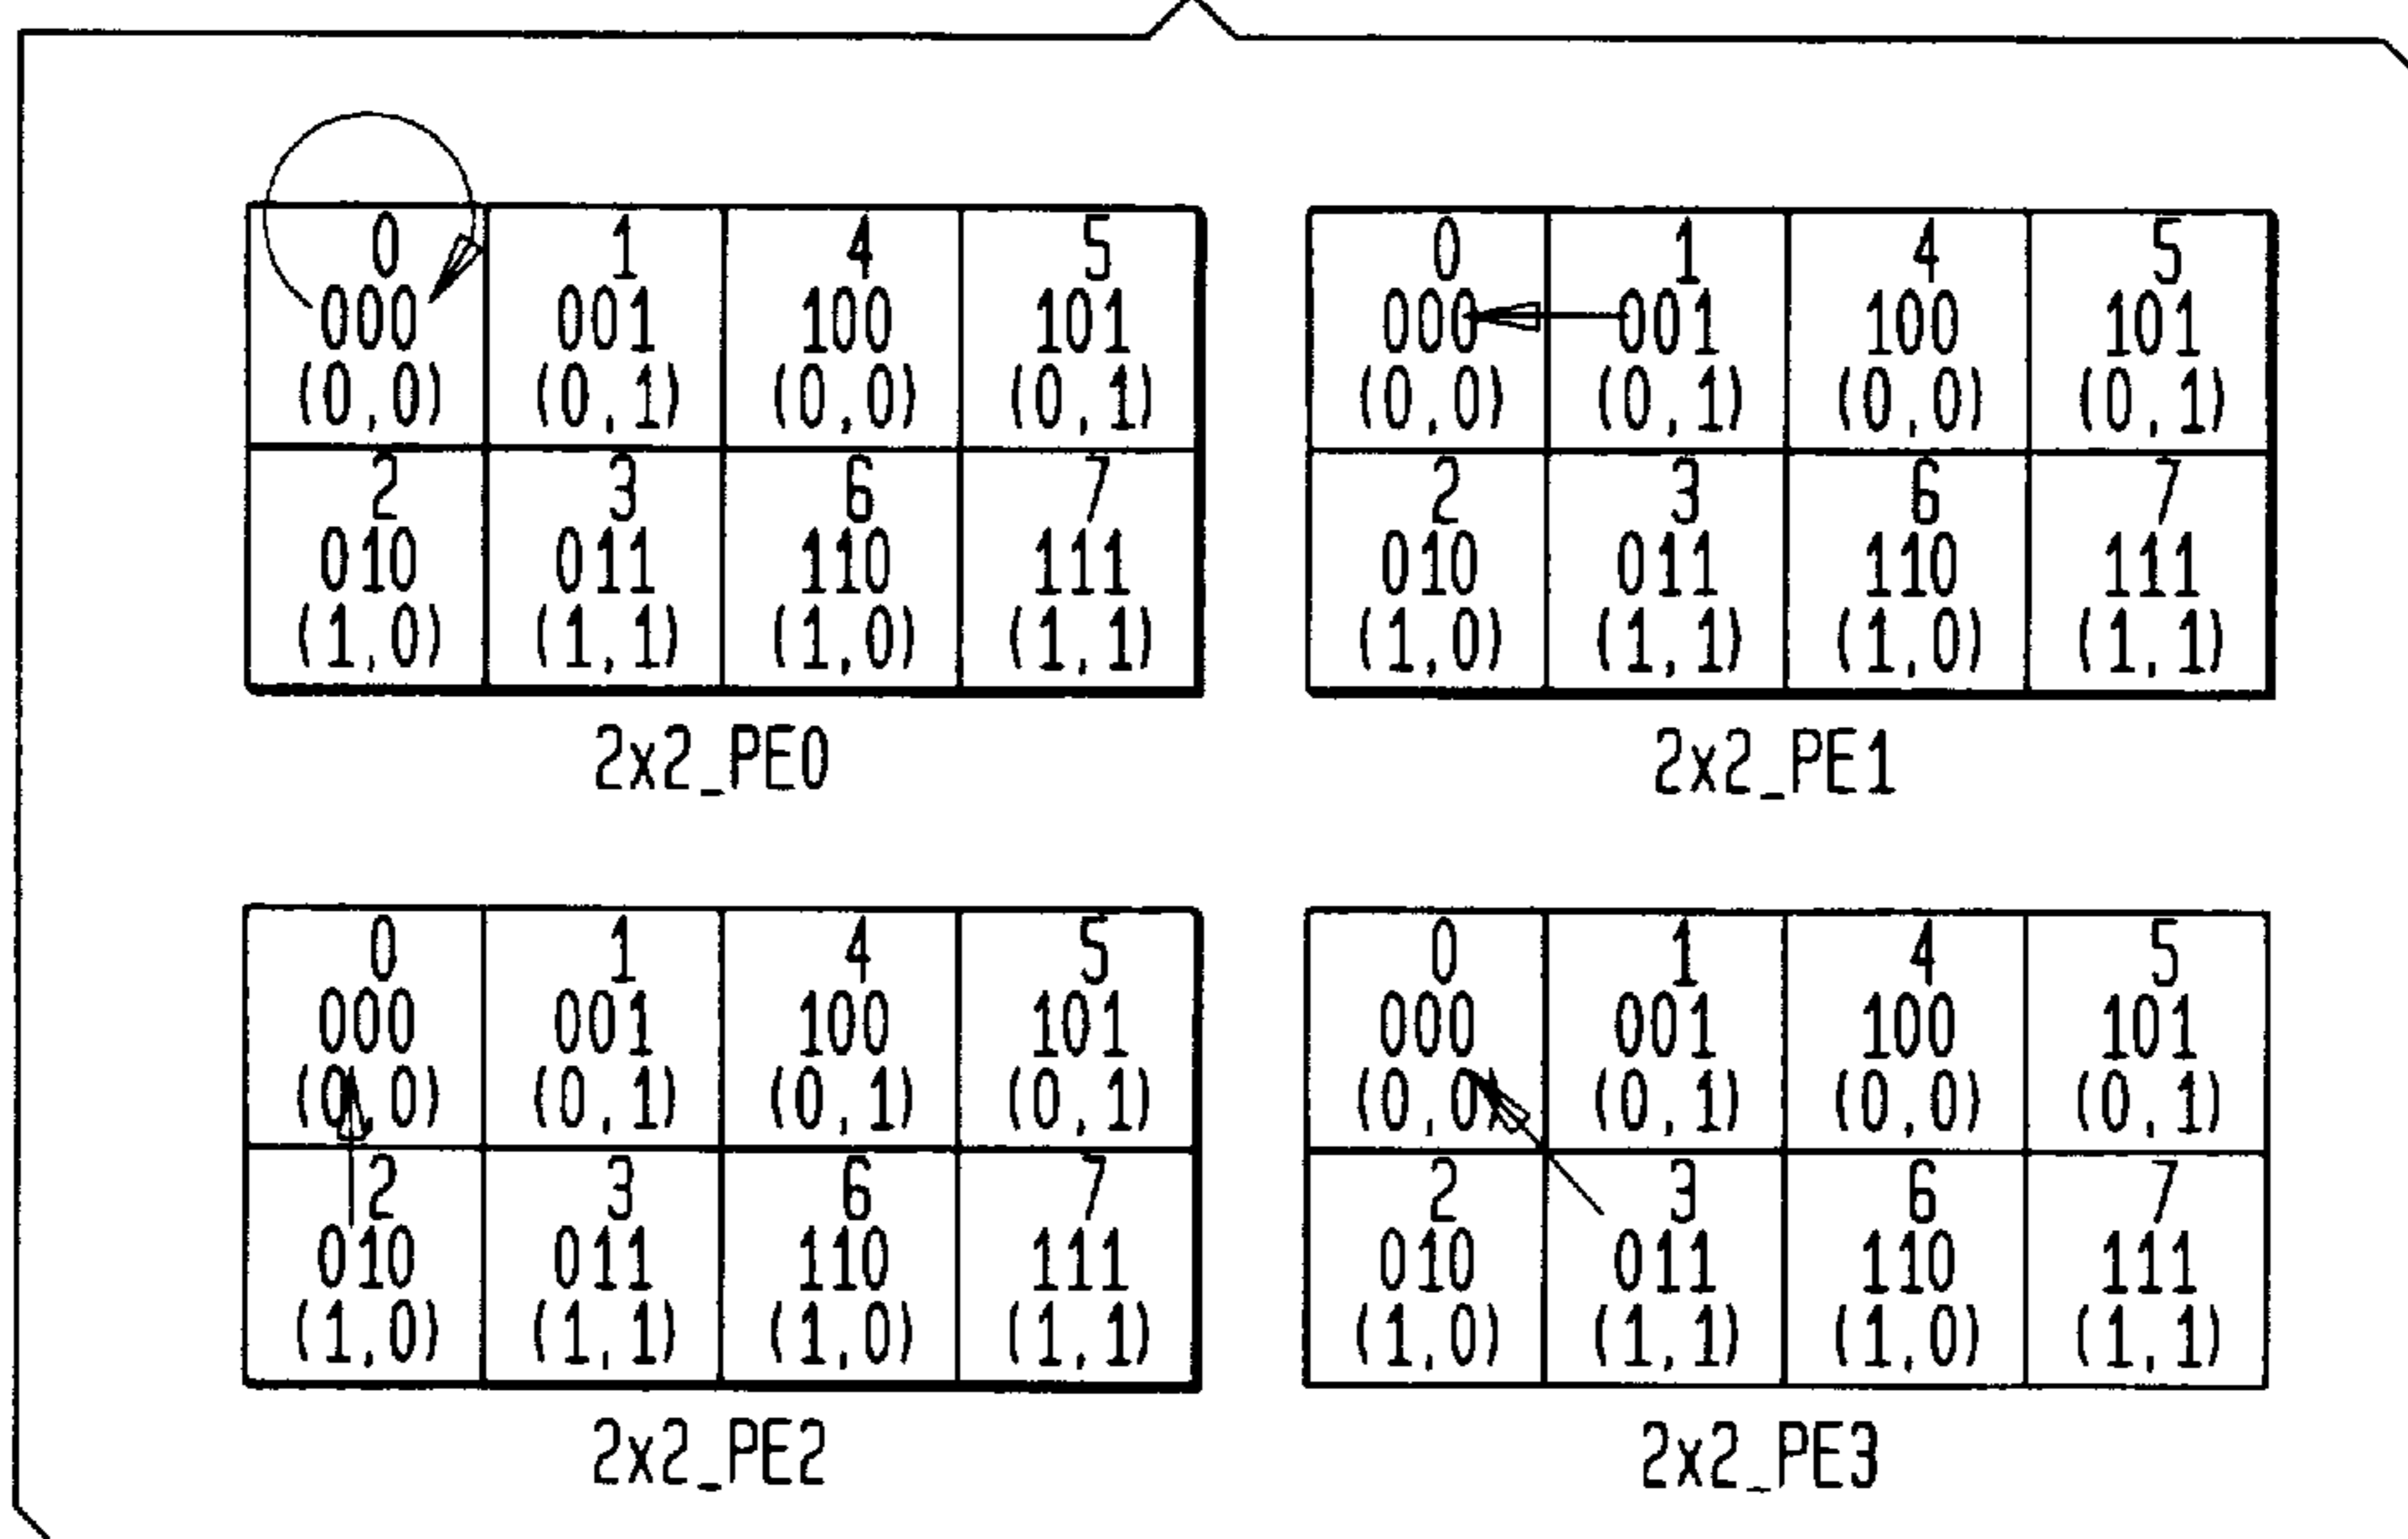 0 1 4 5
000 001 100 101
(0,0) (0,1) (0,0) (0,1)
2 3 6 7
010 011 110 111
(1,0) (1,1) (1,0) (1,1)
2x2_PE0
0 1 4 5
000 001 100 101
(0,0) (0,1) (0,0) (0,1)
2 3 6 7
010 011 110 111
(1,0) (1,1) (1,0) (1,1)
2x2_PE1
0 1 4 5
000 001 100 101
(0,0) (0,1) (0,1) (0,1)
2 3 6 7
010 011 110 111
(1,0) (1,1) (1,0) (1,1)
2x2_PE2
0 1 4 5
000 001 100 101
(0,0) (0,1) (0,0) (0,1)
2 3 6 7
010 011 110 111
(1,0) (1,1) (1,0) (1,1)
2x2_PE3